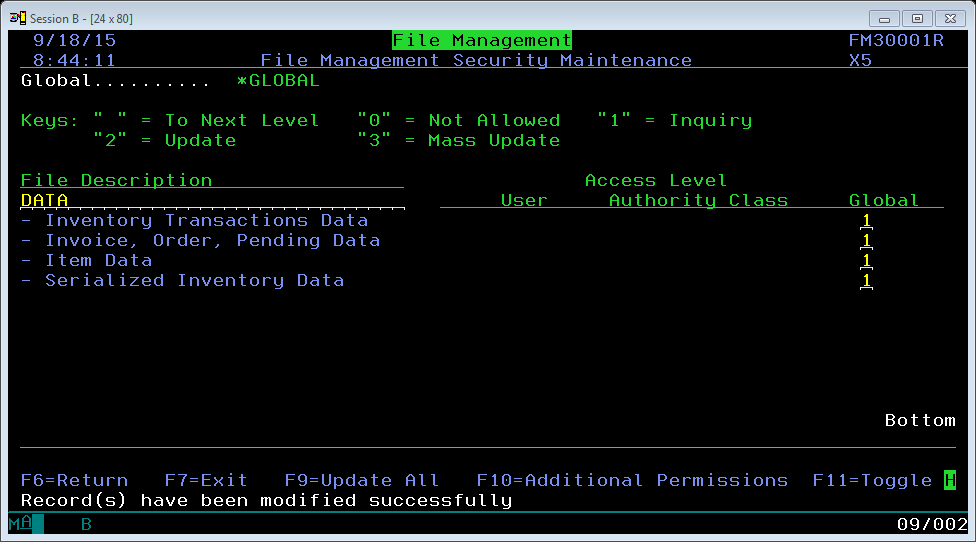 Session B - [24 x 80]
9/18/15 File Management FM30001R
8:44:11 File Management Security Maintenance X5
Global.......... *GLOBAL
Keys: " " = To Next Level "0" = Not Allowed "1" = Inquiry
"2" = Update "3" = Mass Update
File Description Access Level
DATA User Authority Class Global
- Inventory Transactions Data 1
- Invoice, Order, Pending Data 1
- Item Data 1
- Serialized Inventory Data 1
Bottom
F6=Return F7=Exit F9=Update All F10=Additional Permissions F11=Toggle H
Record(s) have been modified successfully
MA B 09/002